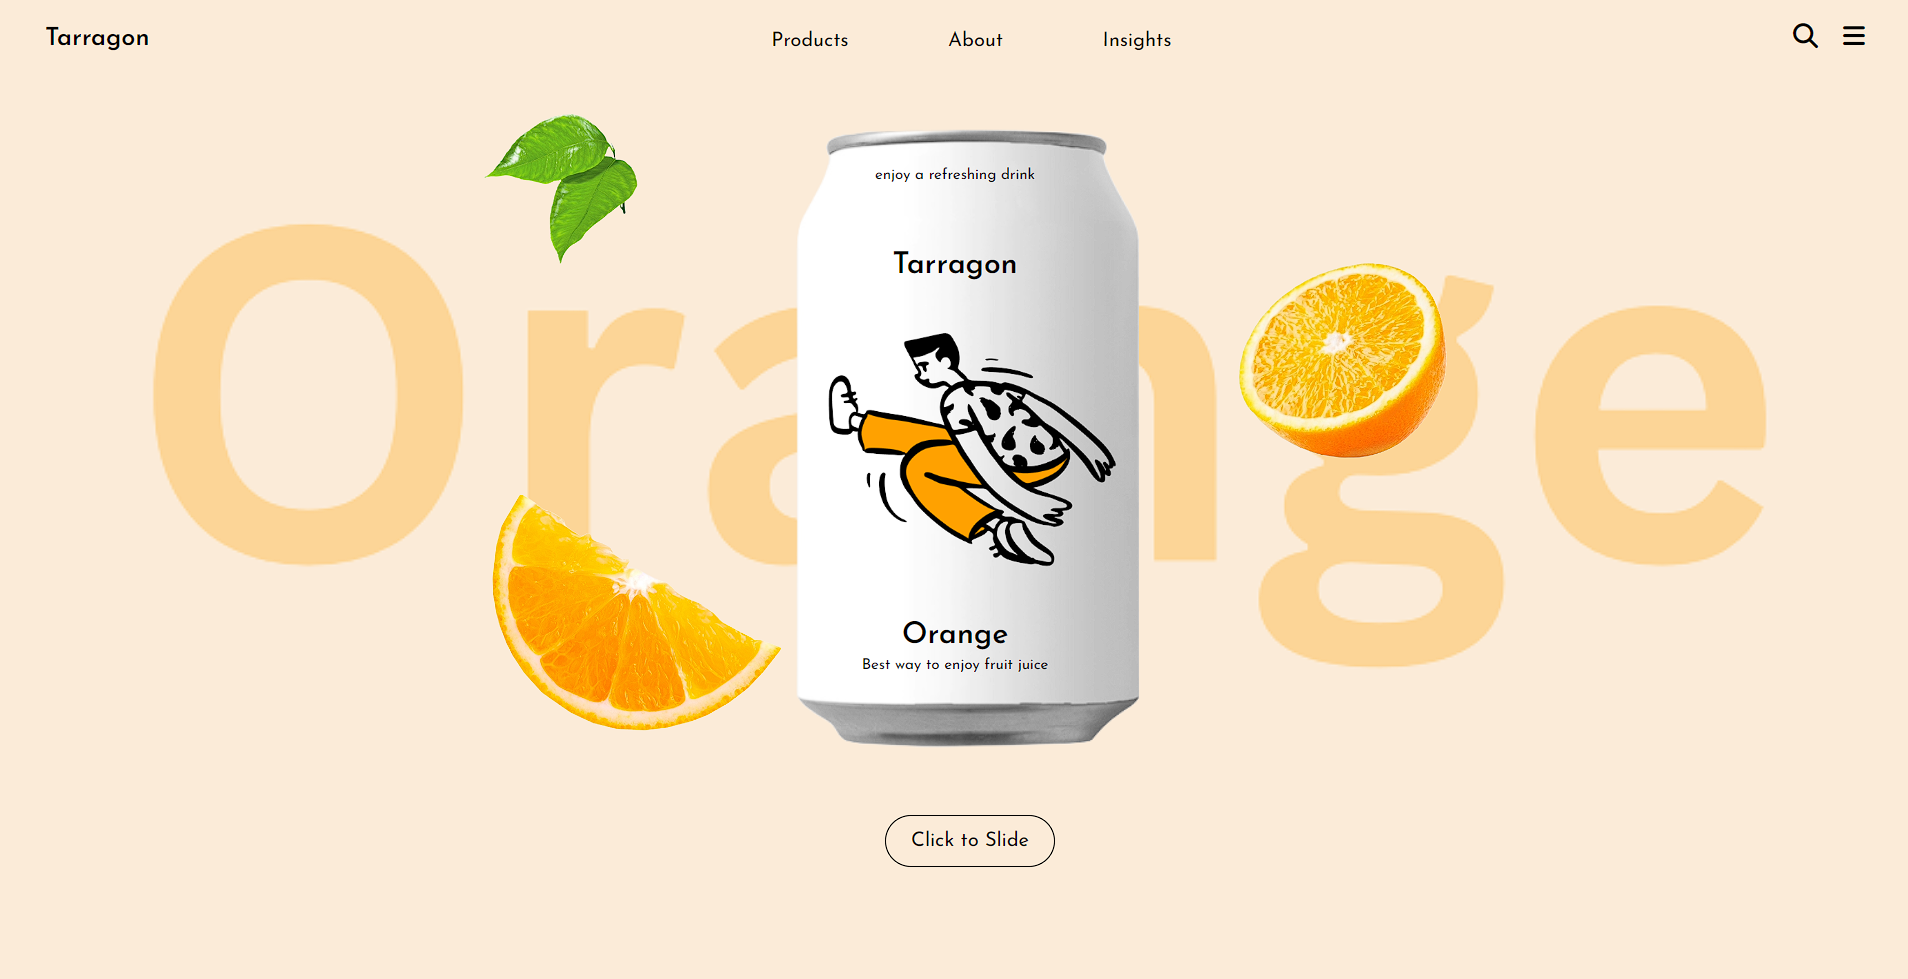 Tarragon
Products About Insights
Orange
enjoy a refreshing drink
Tarragon
Orange
Best way to enjoy fruit juice
Click to Slide